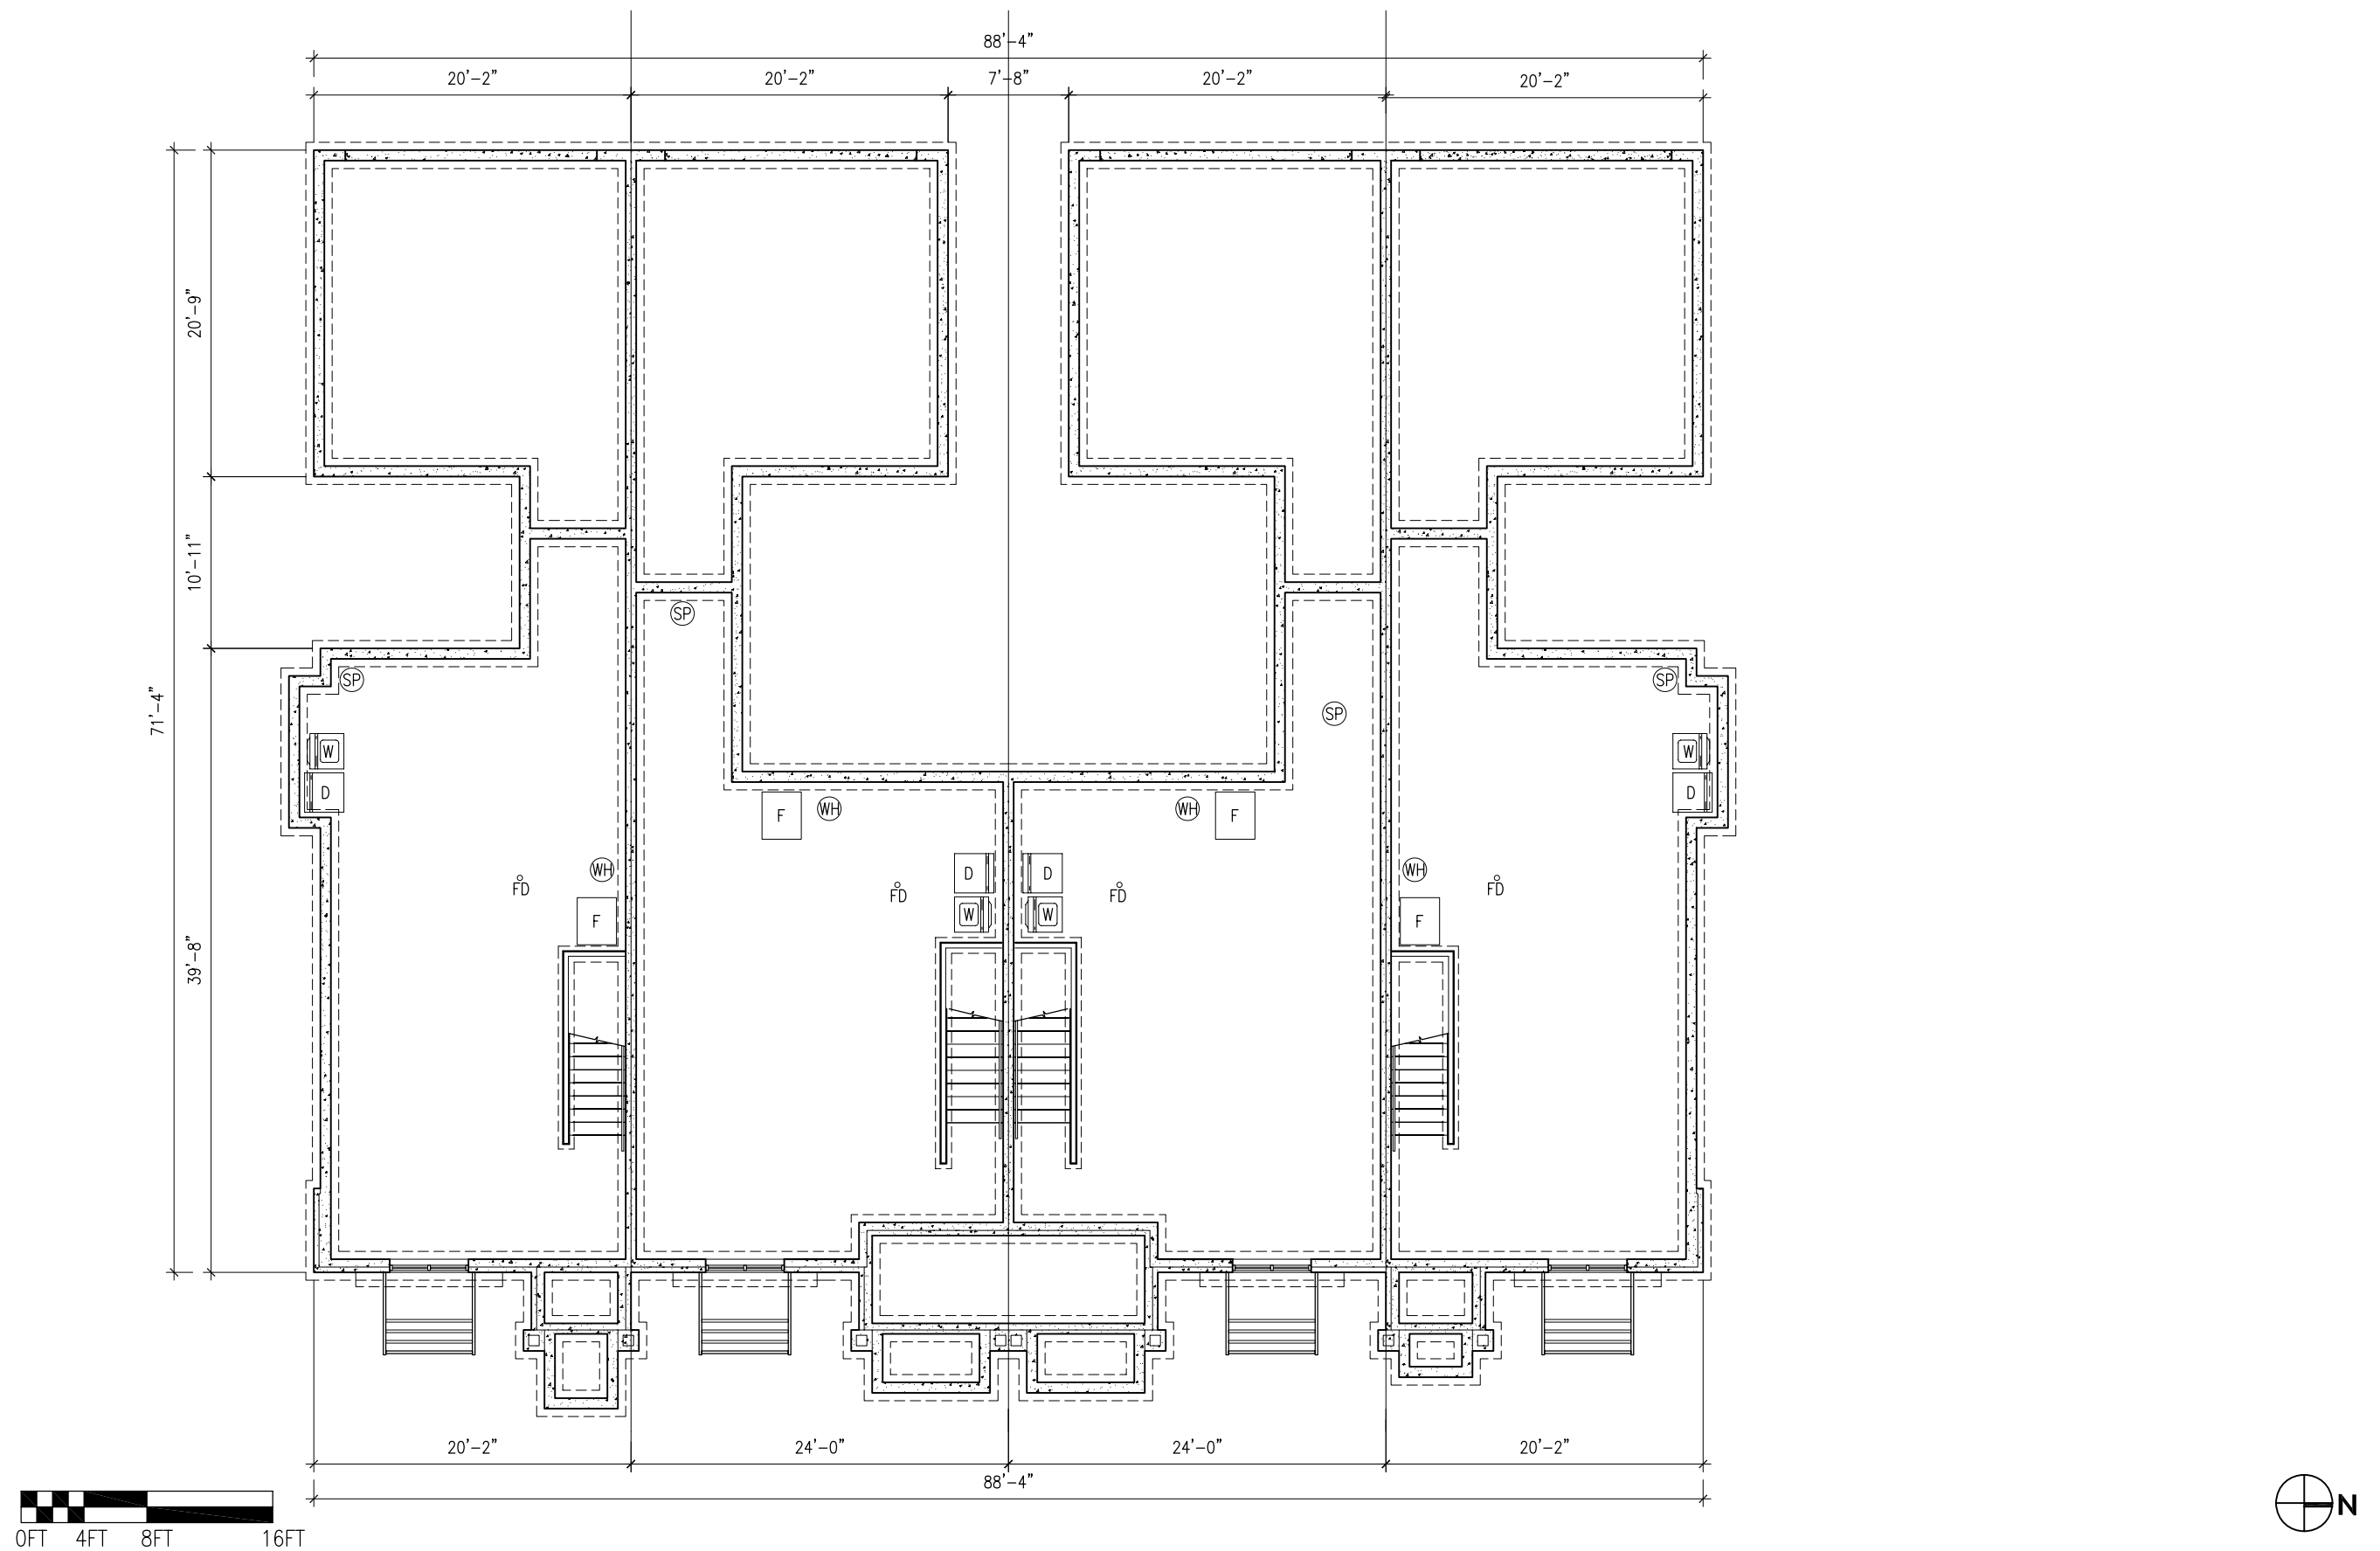 88'-4"
20'-2" 20'-2" 7'-8" 20'-2" 20'-2"
20'-9"
10'-11"
71'-4"
39'-8"
SP
SP SP
SP
W W
D D
F WH WH F
WH D D WH
FD FD FD FD
F W W F
20'-2" 24'-0" 24'-0" 20'-2"
88'-4"
0FT 4FT 8FT 16FT
N